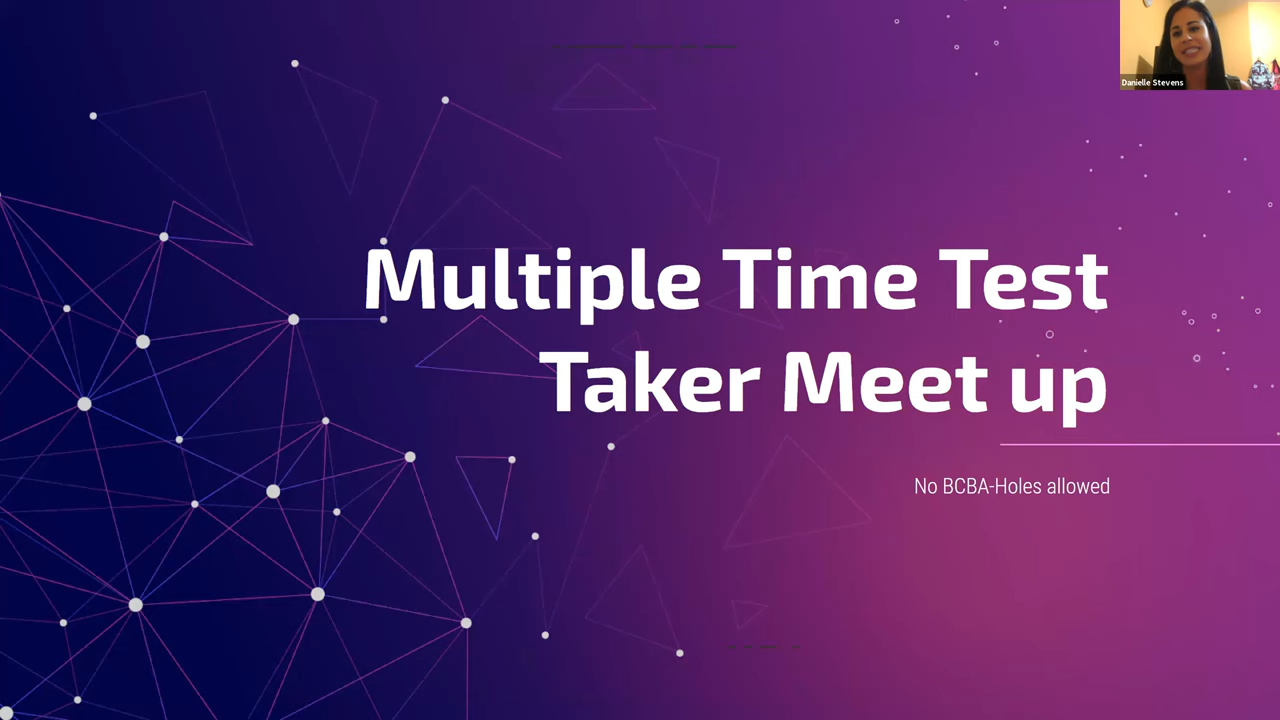 Danielle Stevens
Multiple Time Test
Taker Meet up
No BCBA-Holes allowed